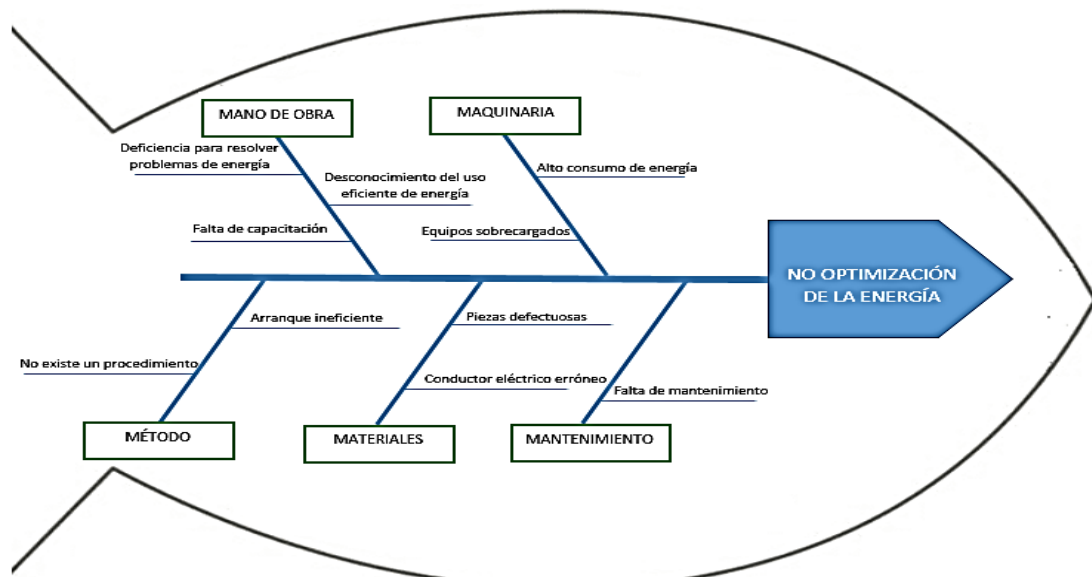 MANO DE OBRA
MAQUINARIA
Deficiencia para resolver
problemas de energía
Desconocimiento del uso
eficiente de energía
Falta de capacitación
Alto consumo de energía
Equipos sobrecargados
NO OPTIMIZACIÓN
DE LA ENERGÍA
Arranque ineficiente
No existe un procedimiento
Piezas defectuosas
Conductor eléctrico erróneo
Falta de mantenimiento
MÉTODO
MATERIALES
MANTENIMIENTO